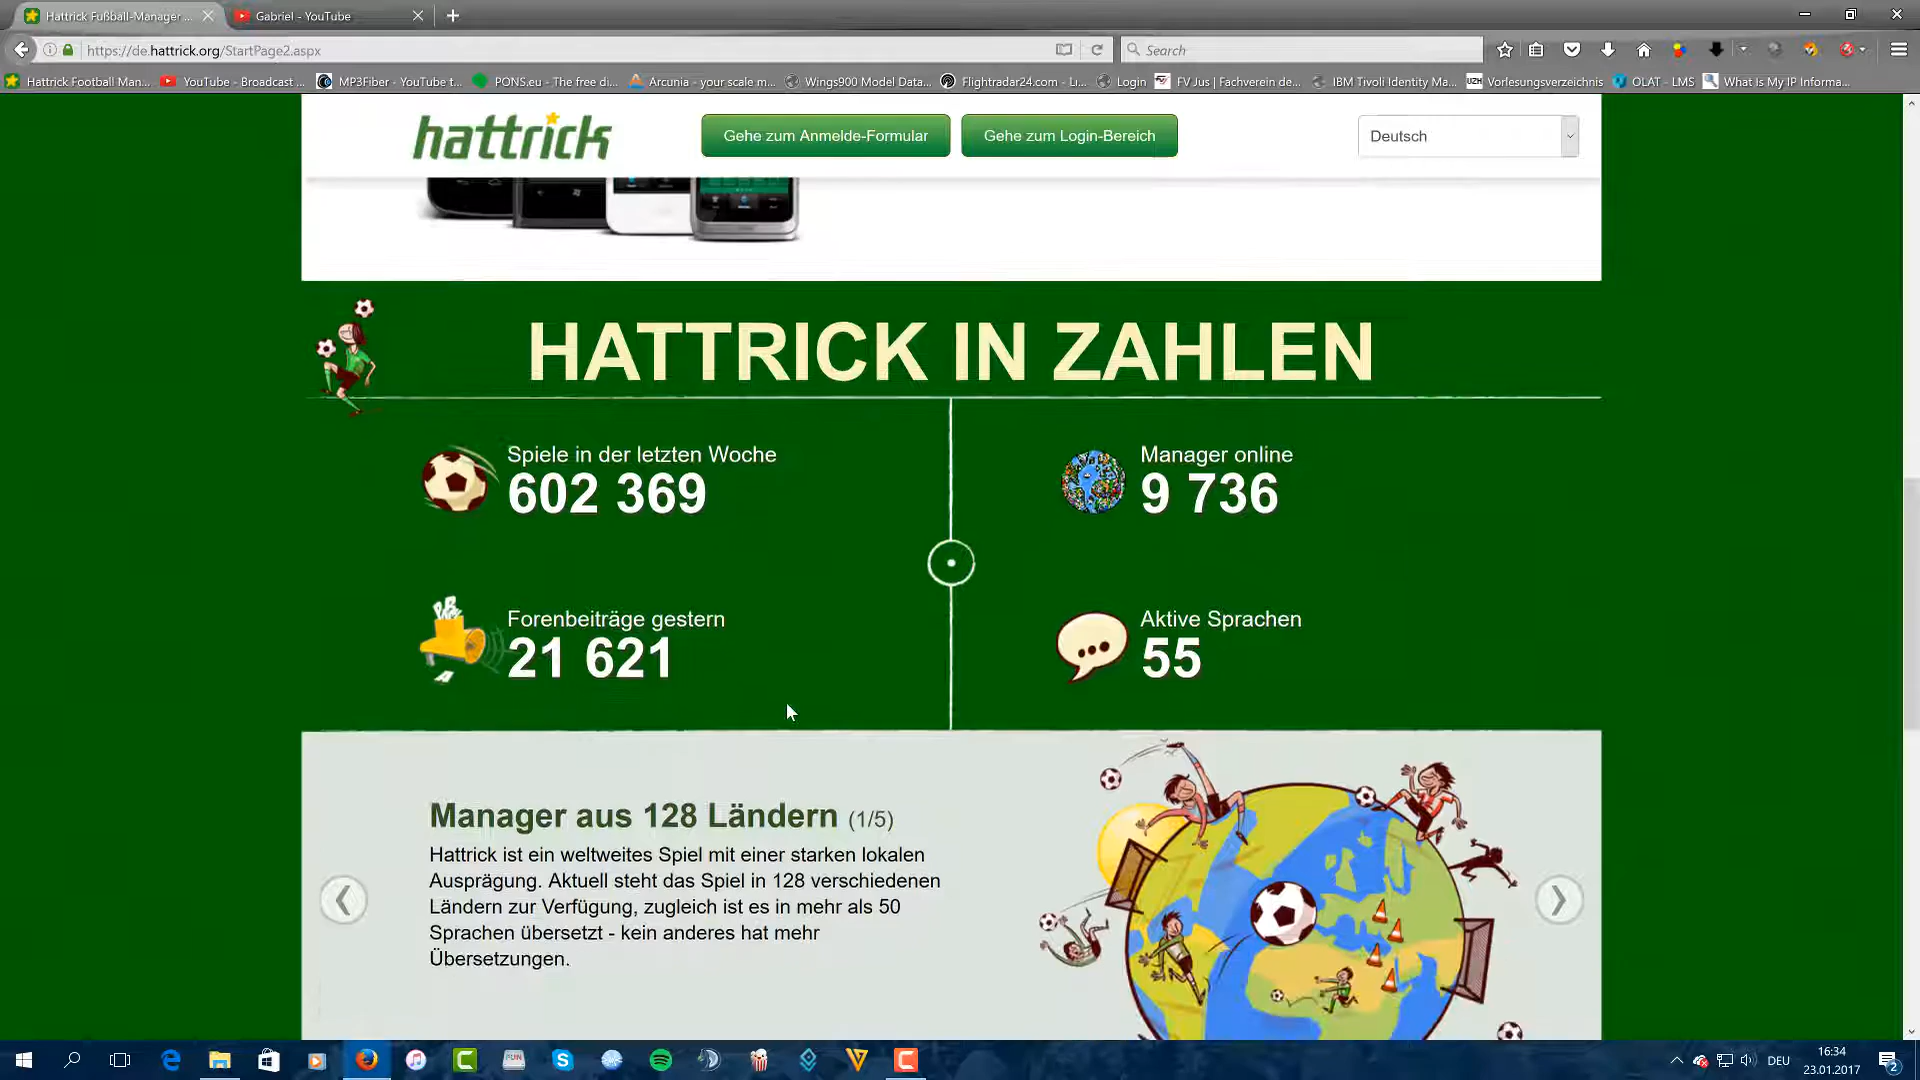 Hattrick Fußball-Manager ...
Gabriel - YouTube
https://de.hattrick.org/StartPage2.aspx
Search
Hattrick Football Man...
YouTube - Broadcast ...
MP3Fiber - YouTube t...
PONS.eu - The free di...
Arcunia - your scale m...
Wings900 Model Data...
Flightradar24.com - Li...
Login
FV Jus | Fachverein de...
IBM Tivoli Identity Ma...
UZH
Vorlesungsverzeichnis
OLAT - LMS
What Is My IP Informa...
hattrick
Gehe zum Anmelde-Formular
Gehe zum Login-Bereich
Deutsch
HATTRICK IN ZAHLEN
Spiele in der letzten Woche
602 369
Manager online
9 736
Forenbeiträge gestern
21 621
Aktive Sprachen
55
Manager aus 128 Ländern (1/5)
Hattrick ist ein weltweites Spiel mit einer starken lokalen
Ausprägung. Aktuell steht das Spiel in 128 verschiedenen
Ländern zur Verfügung, zugleich ist es in mehr als 50
Sprachen übersetzt - kein anderes hat mehr
Übersetzungen.
DEU
16:34
23.01.2017
2